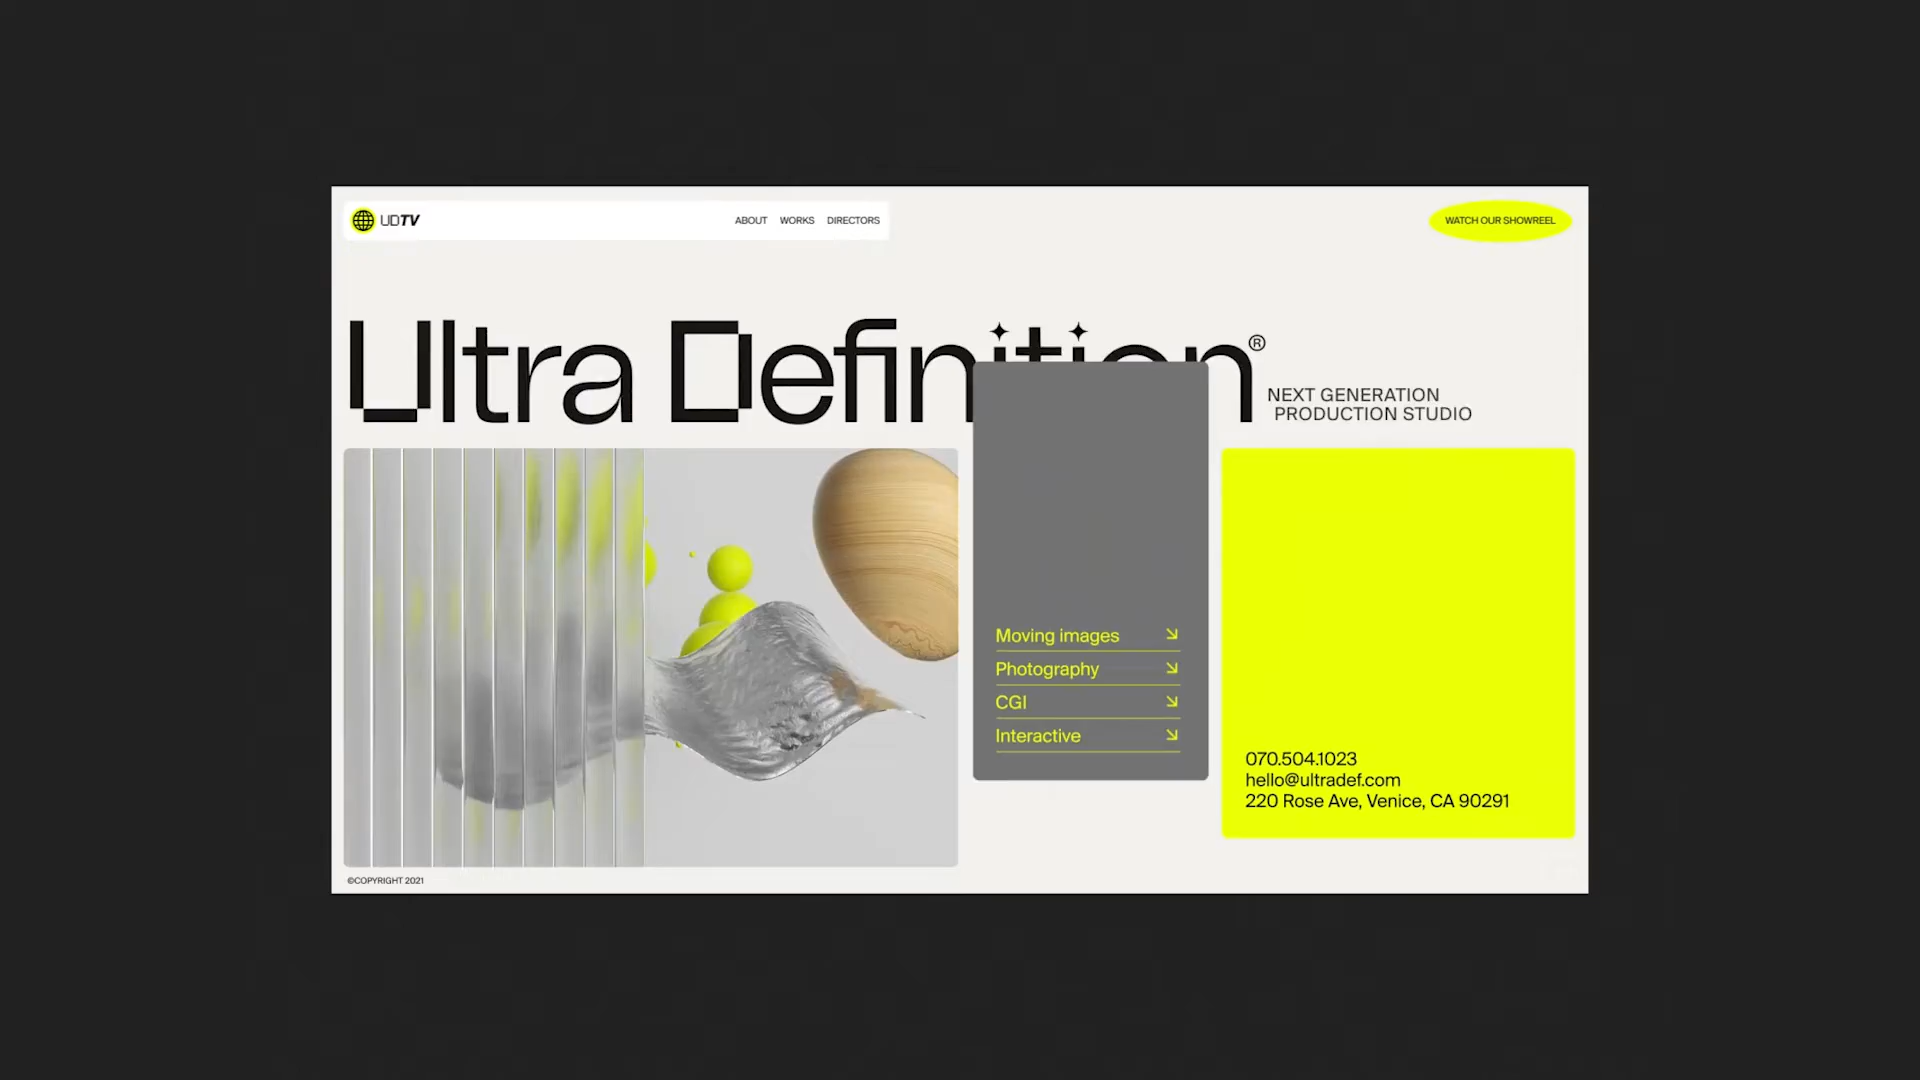 UDTV
ABOUT WORKS DIRECTORS
WATCH OUR SHOWREEL
Ultra Definition®
NEXT GENERATION
PRODUCTION STUDIO
Moving images
Photography
CGI
Interactive
070.504.1023
hello@ultradef.com
220 Rose Ave, Venice, CA 90291
©COPYRIGHT 2021